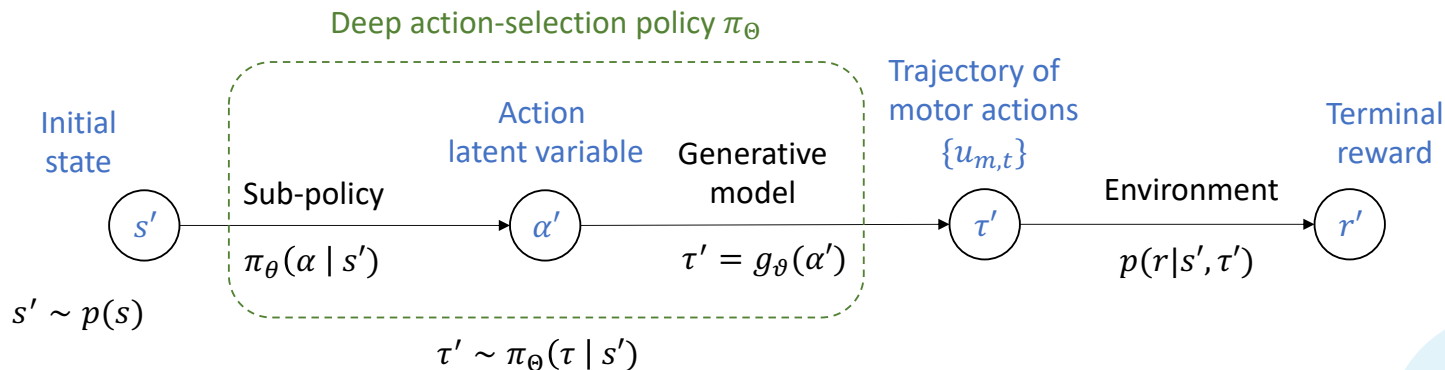 Deep action-selection policy π_Θ
Initial
state
Action
latent variable
Trajectory of
motor actions
{u_{m,t}}
Terminal
reward
Sub-policy
Generative
model
Environment
s′
α′
τ′
r′
π_θ(α | s′)
τ′ = g_ϑ(α′)
p(r|s′, τ′)
s′ ~ p(s)
τ′ ~ π_Θ(τ | s′)